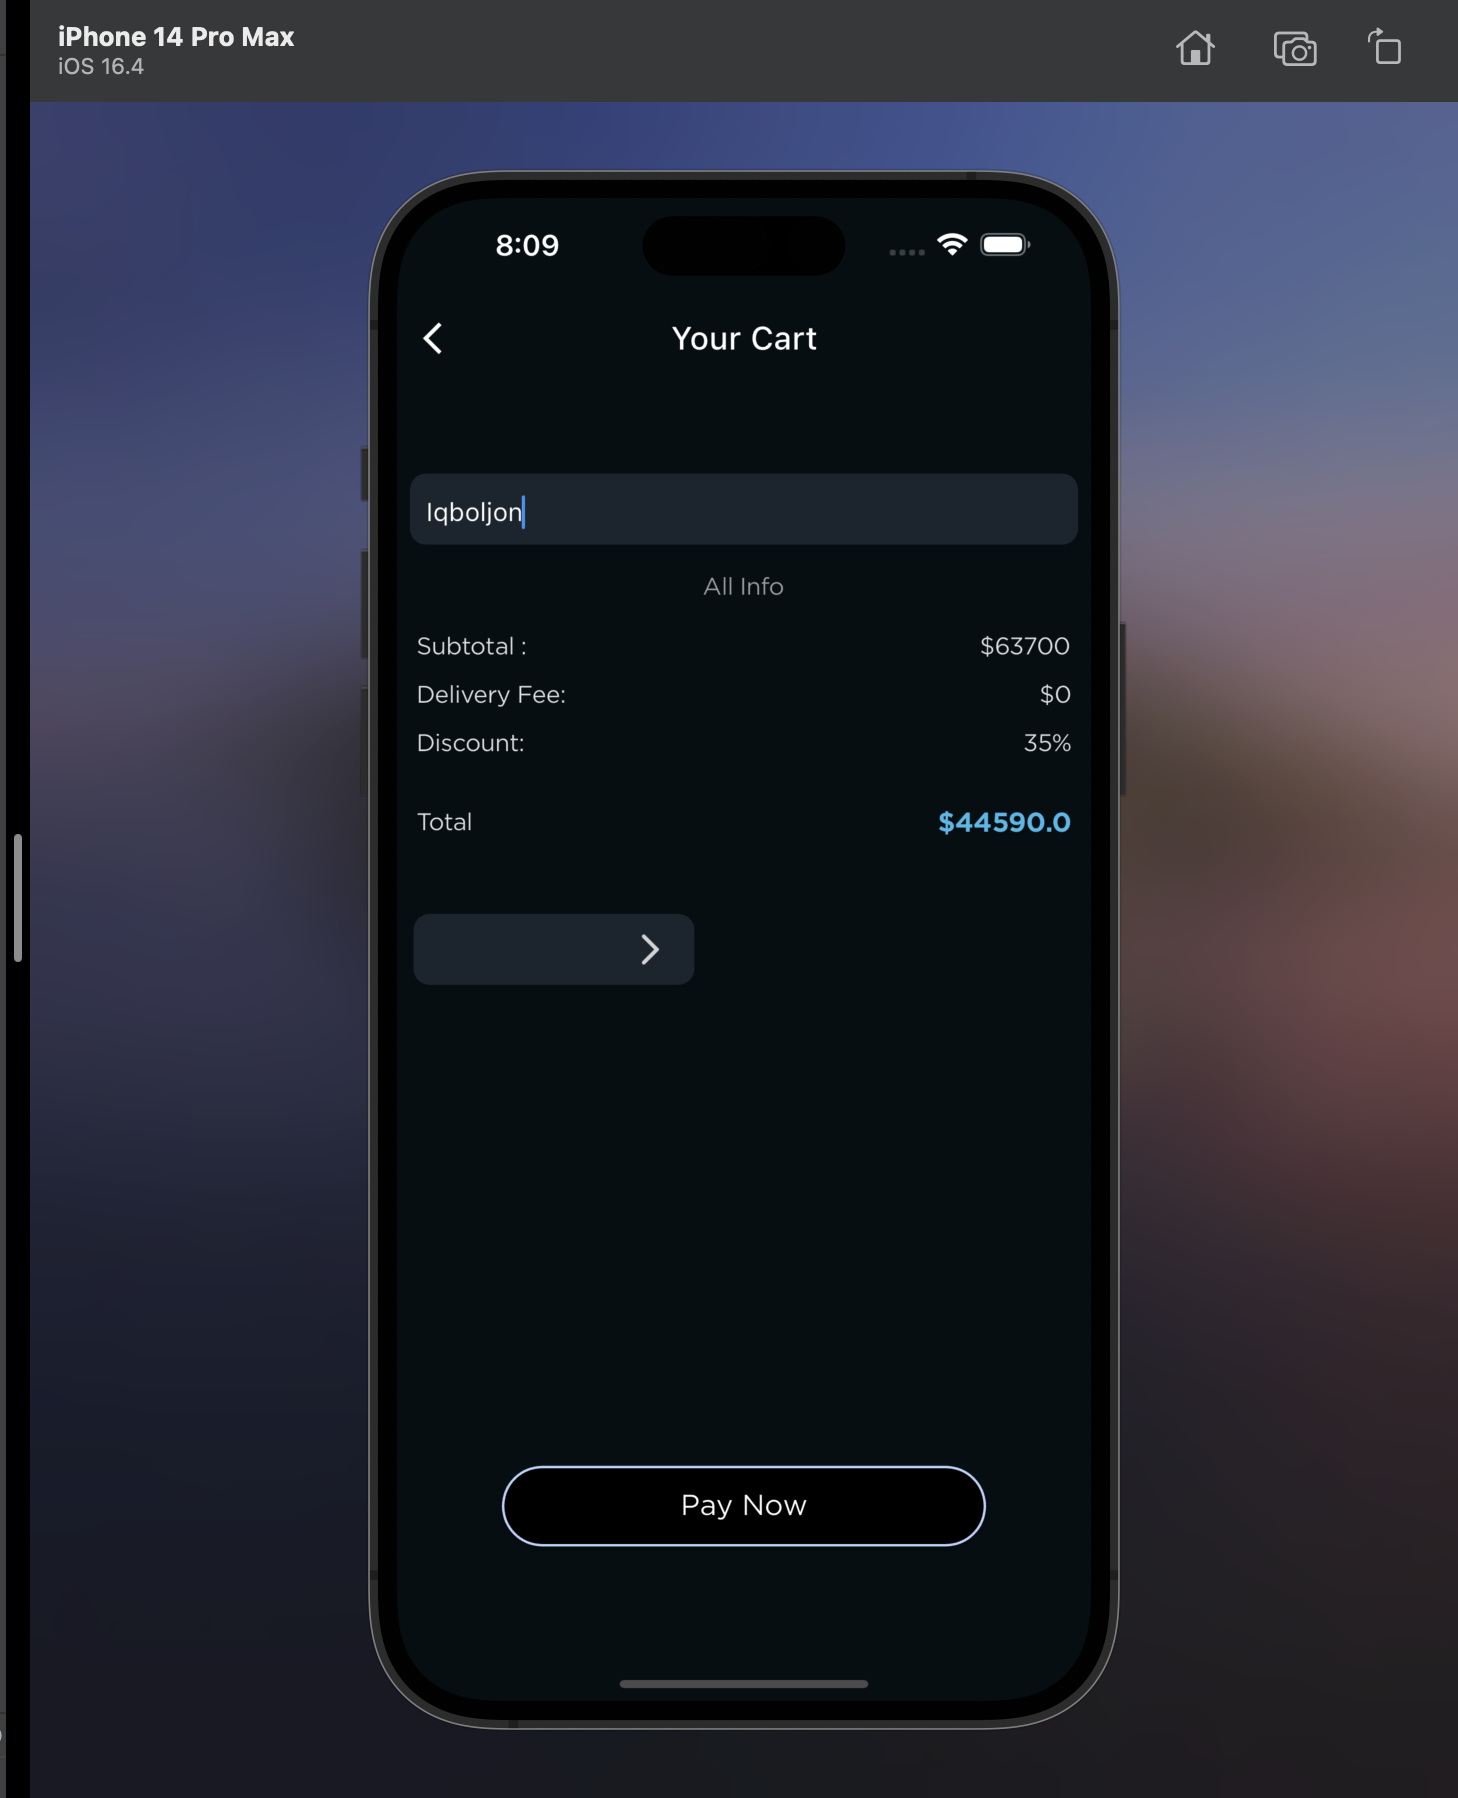 iPhone 14 Pro Max
iOS 16.4
8:09
Your Cart
Iqboljon
All Info
Subtotal : $63700
Delivery Fee: $0
Discount: 35%
Total $44590.0
Pay Now